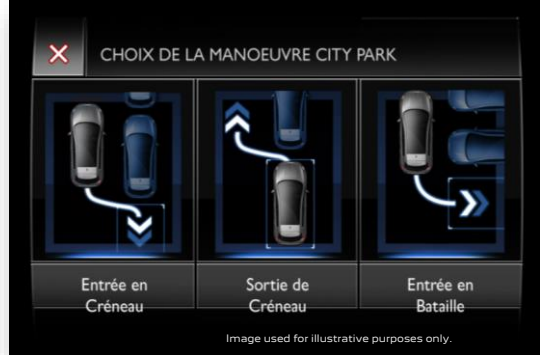 CHOIX DE LA MANOEUVRE CITY PARK
Entrée en
Créneau
Sortie de
Créneau
Entrée en
Bataille
Image used for illustrative purposes only.